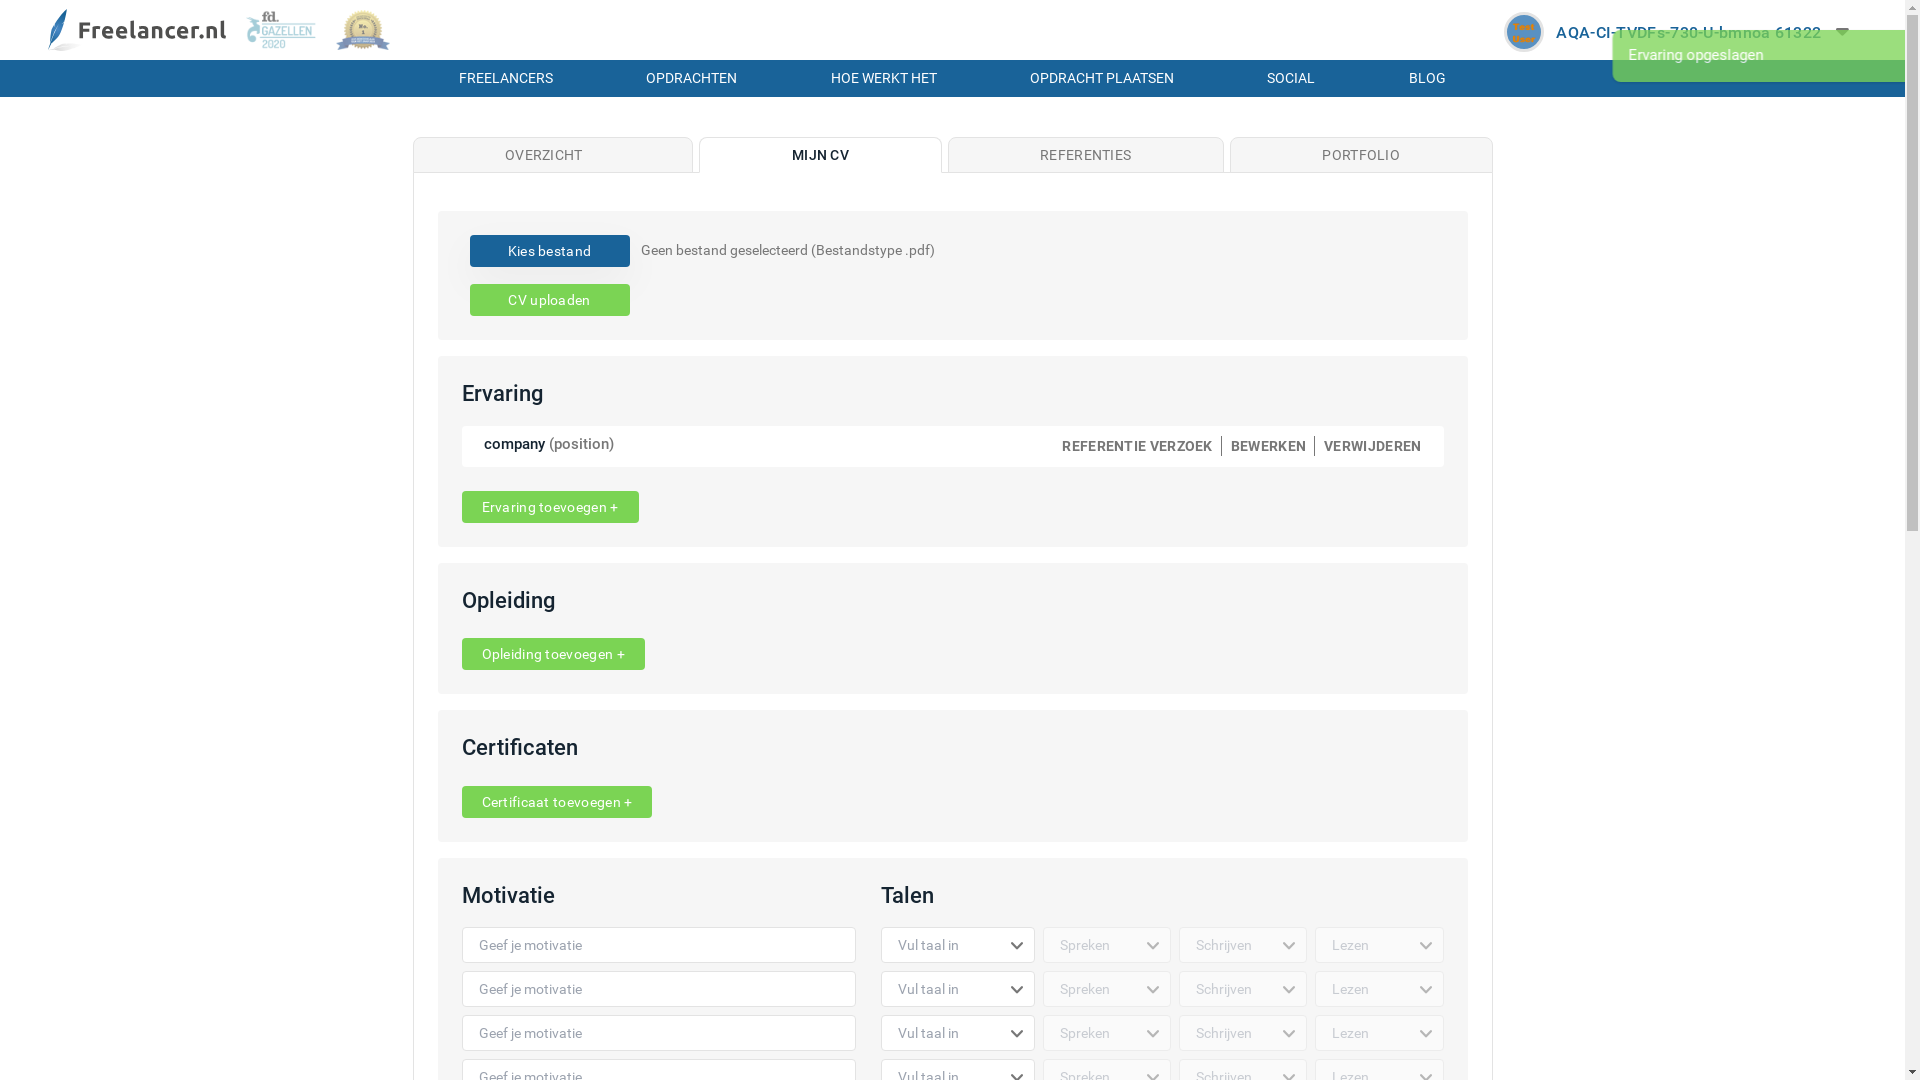 Freelancer.nl
fd.
GAZELLEN
2020
No.
1
Test
User
AQA-CI-TVDFs-730-U-bmnoa 61322
Ervaring opgeslagen
FREELANCERS
OPDRACHTEN
HOE WERKT HET
OPDRACHT PLAATSEN
SOCIAL
BLOG
OVERZICHT
MIJN CV
REFERENTIES
PORTFOLIO
Kies bestand
Geen bestand geselecteerd (Bestandstype .pdf)
CV uploaden
Ervaring
company (position)
REFERENTIE VERZOEK
BEWERKEN
VERWIJDEREN
Ervaring toevoegen +
Opleiding
Opleiding toevoegen +
Certificaten
Certificaat toevoegen +
Motivatie
Talen
Geef je motivatie
Vul taal in
Spreken
Schrijven
Lezen
Geef je motivatie
Vul taal in
Spreken
Schrijven
Lezen
Geef je motivatie
Vul taal in
Spreken
Schrijven
Lezen
Geef je motivatie
Vul taal in
Spreken
Schrijven
Lezen